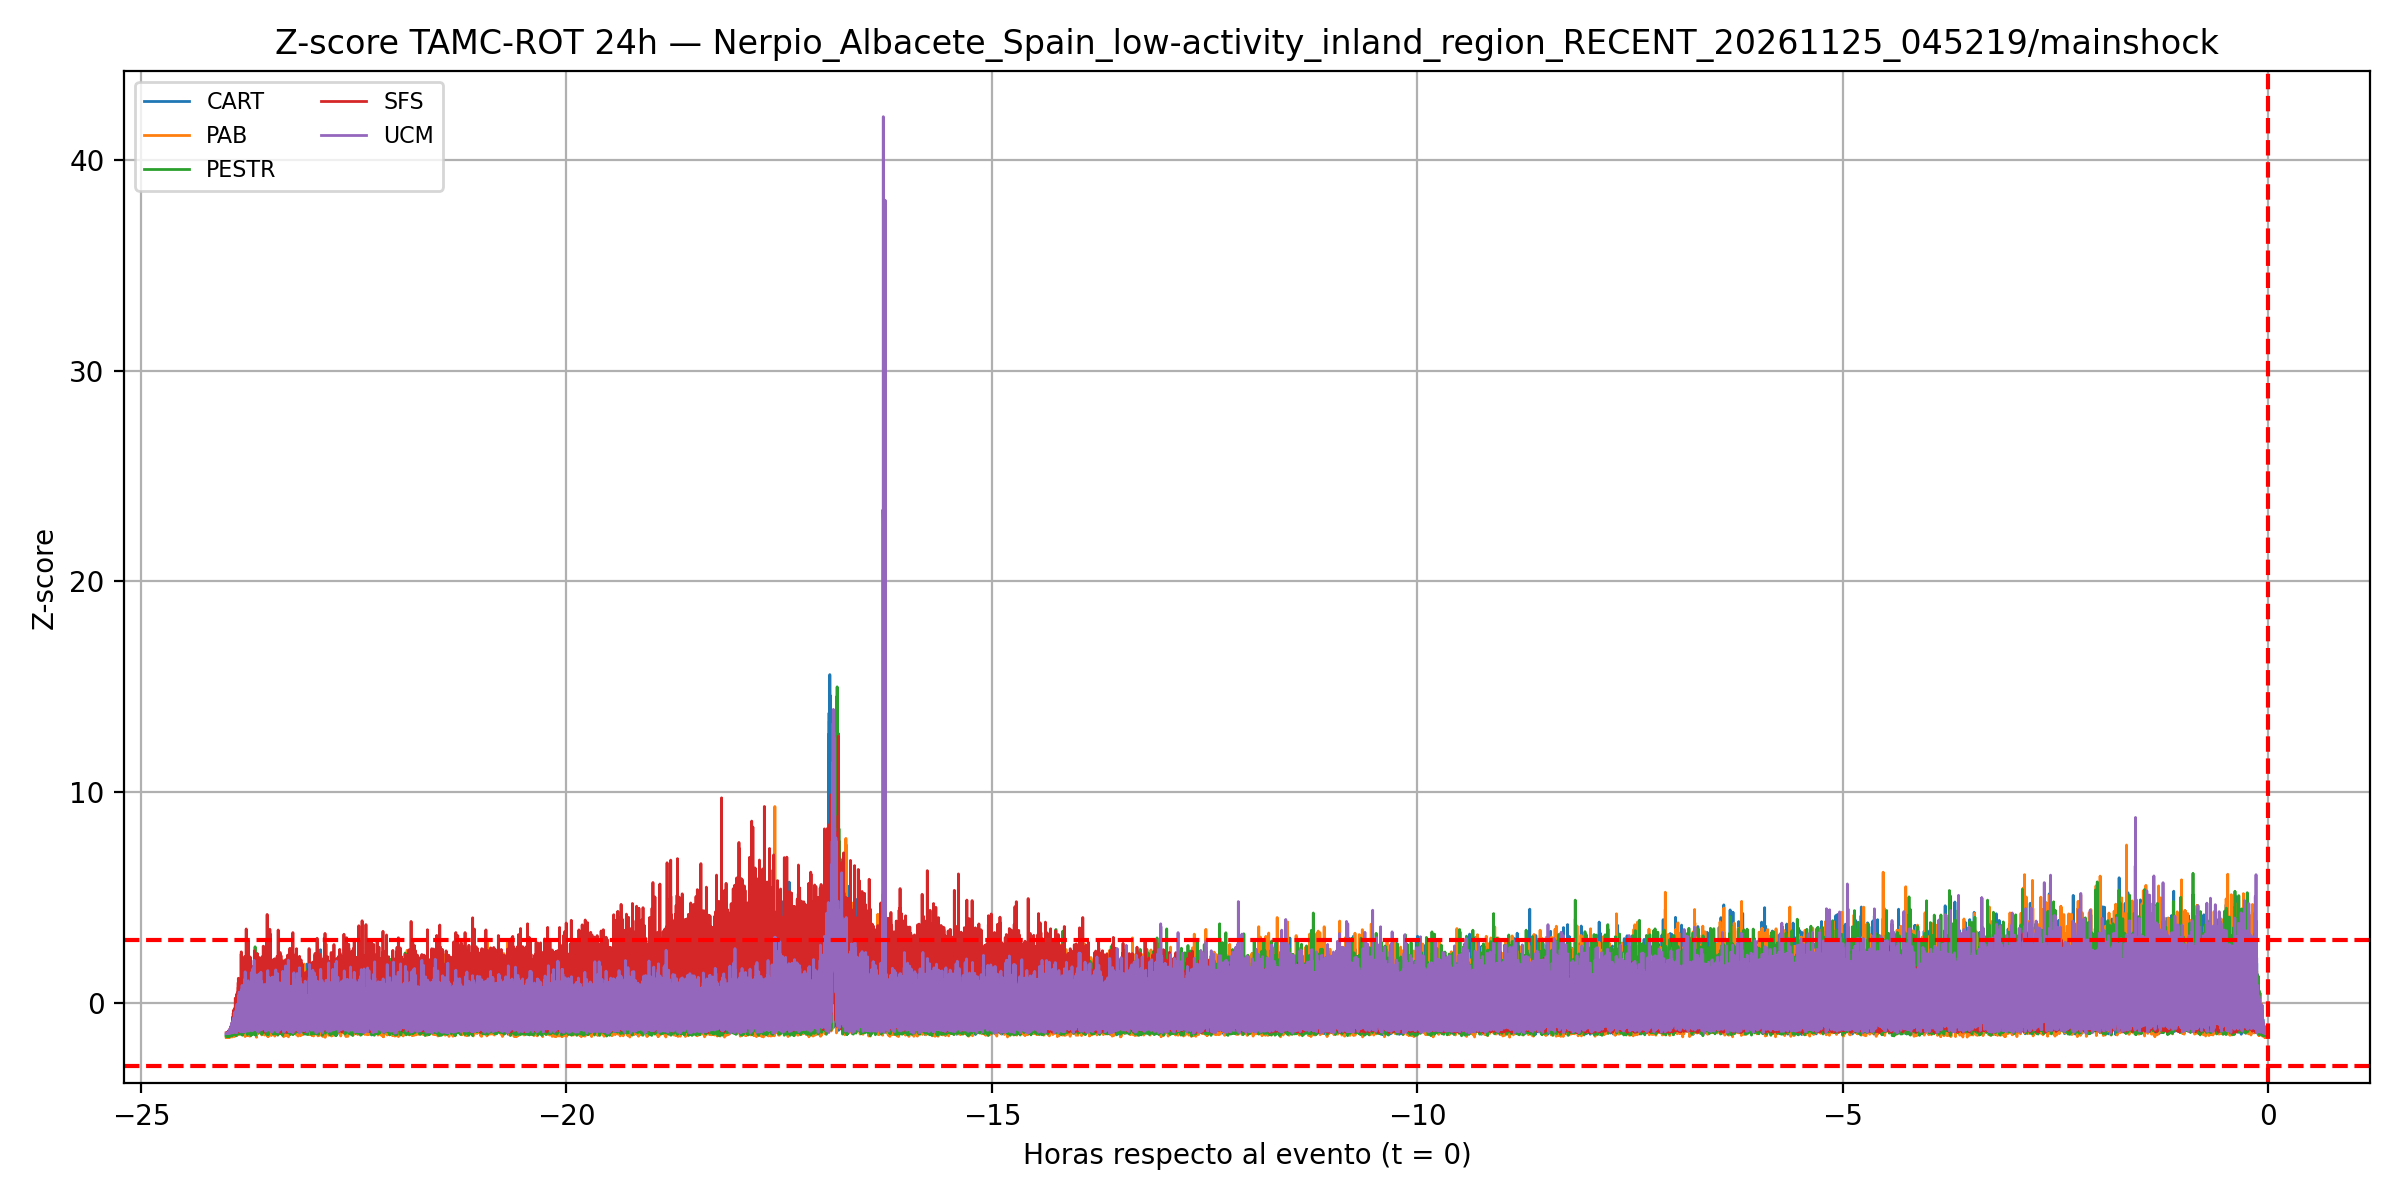 Z-score TAMC-ROT 24h — Nerpio_Albacete_Spain_low-activity_inland_region_RECENT_20261125_045219/mainshock
CART
PAB
PESTR
SFS
UCM
Z-score
40
30
20
10
0
−25
−20
−15
−10
−5
0
Horas respecto al evento (t = 0)